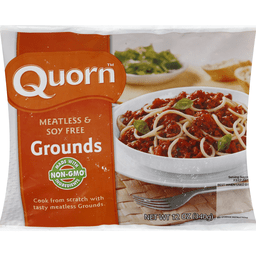 Quorn™
MEATLESS &
SOY FREE
Grounds
MADE WITH
NON-GMO
INGREDIENTS
Cook from scratch with
tasty meatless Grounds.
NET WT 12 OZ